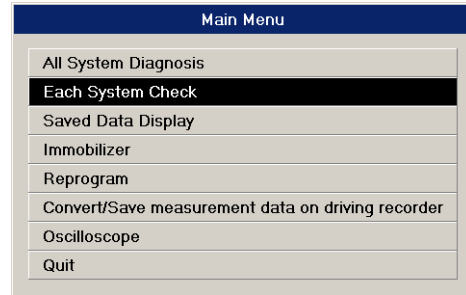 Main Menu
All System Diagnosis
Each System Check
Saved Data Display
Immobilizer
Reprogram
Convert/Save measurement data on driving recorder
Oscilloscope
Quit